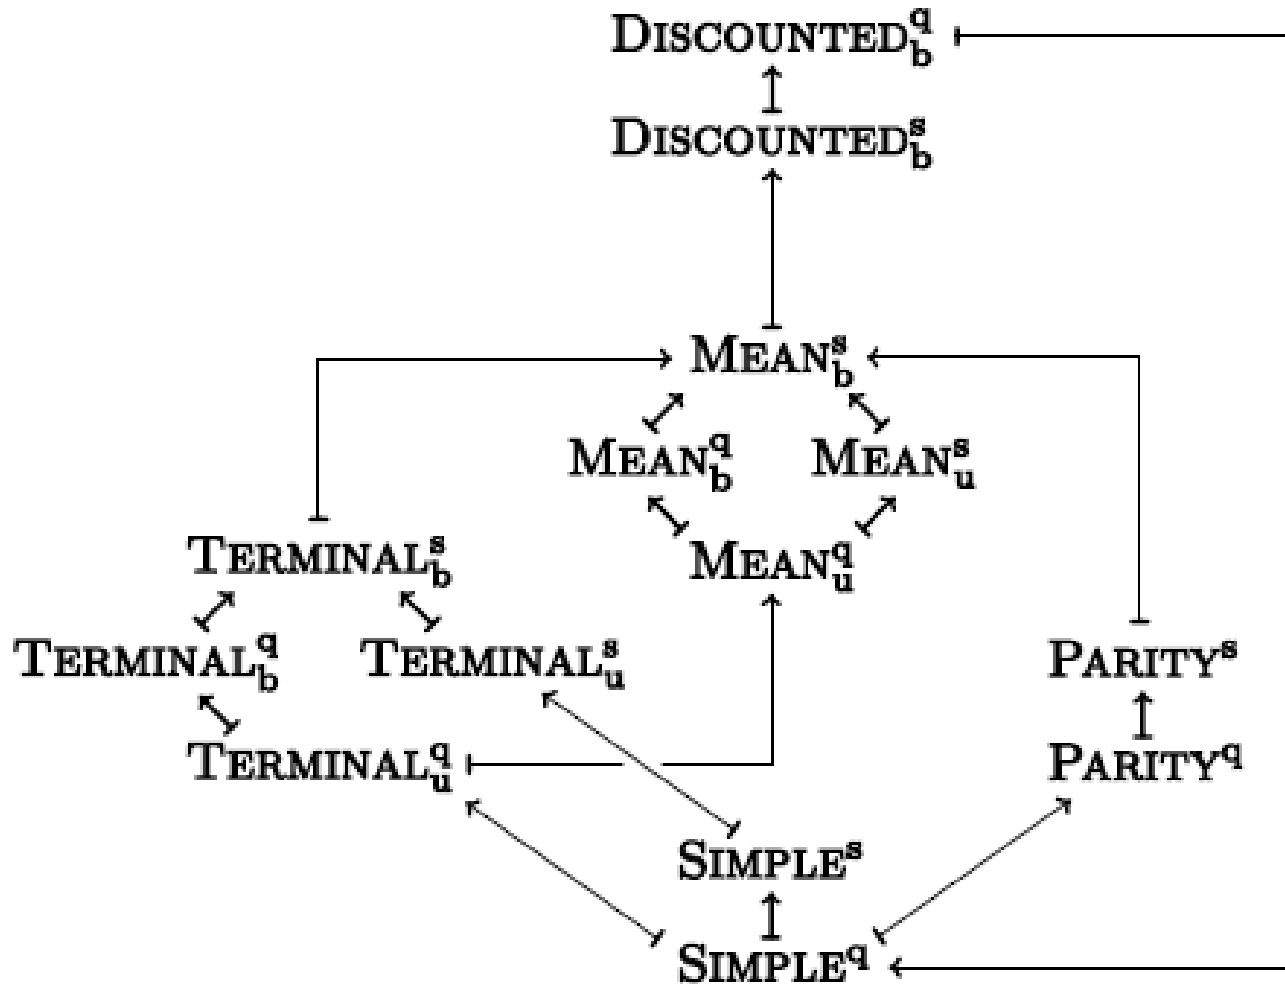 DISCOUNTED^q_b
DISCOUNTED^s_b
MEAN^s_b
MEAN^q_b MEAN^s_u
TERMINAL^s_b MEAN^q_u
TERMINAL^q_b TERMINAL^s_u PARITY^s
TERMINAL^q_u PARITY^q
SIMPLE^s
SIMPLE^q